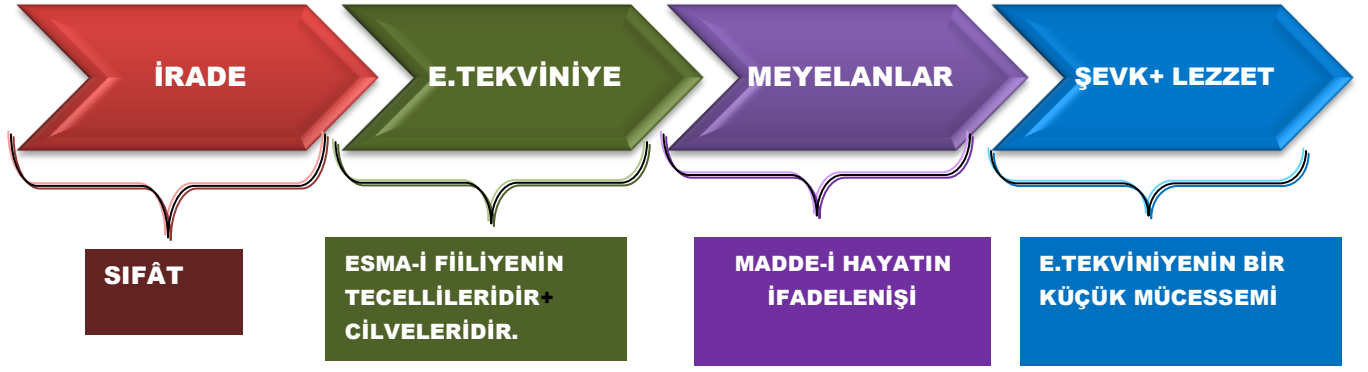 İRADE
E.TEKVİNİYE
MEYELANLAR
ŞEVK+ LEZZET
SIFÂT
ESMA-İ FİİLİYENİN
TECELLİLERİDİR+
CİLVELERİDİR.
MADDE-İ HAYATIN
İFADELENİŞİ
E.TEKVİNİYENİN BİR
KÜÇÜK MÜCESSEMİ